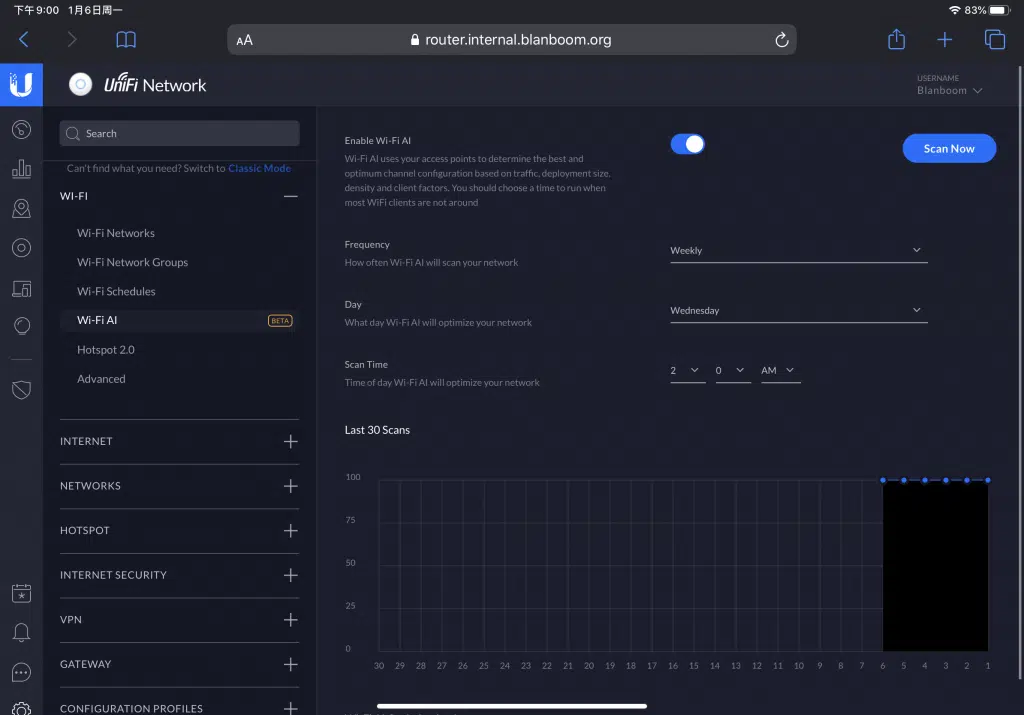 下午9:00 1月6日周一
83%
AA
router.internal.blanboom.org
UniFi Network
USERNAME
Blanboom
Search
Can't find what you need? Switch to Classic Mode
WI-FI
Wi-Fi Networks
Wi-Fi Network Groups
Wi-Fi Schedules
Wi-Fi AI BETA
Hotspot 2.0
Advanced
INTERNET
NETWORKS
HOTSPOT
INTERNET SECURITY
VPN
GATEWAY
CONFIGURATION PROFILES
Enable Wi-Fi AI
Wi-Fi AI uses your access points to determine the best and
optimum channel configuration based on traffic, deployment size,
density and client factors. You should choose a time to run when
most WiFi clients are not around
Scan Now
Frequency
How often Wi-Fi AI will scan your network
Weekly
Day
What day Wi-Fi AI will optimize your network
Wednesday
Scan Time
Time of day Wi-Fi AI will optimize your network
2 0 AM
Last 30 Scans
100
75
50
25
0
30 29 28 27 26 25 24 23 22 21 20 19 18 17 16 15 14 13 12 11 10 9 8 7 6 5 4 3 2 1